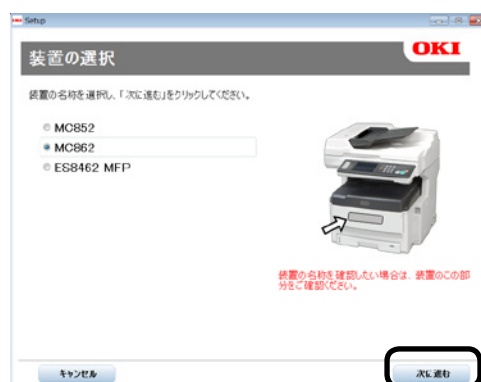 OKI Setup
装置の選択
OKI
装置の名称を選択し、「次に進む」をクリックしてください。
MC852
MC862
ES8462 MFP
装置の名称を確認したい場合は、装置のこの部
分をご確認ください。
キャンセル
次に進む